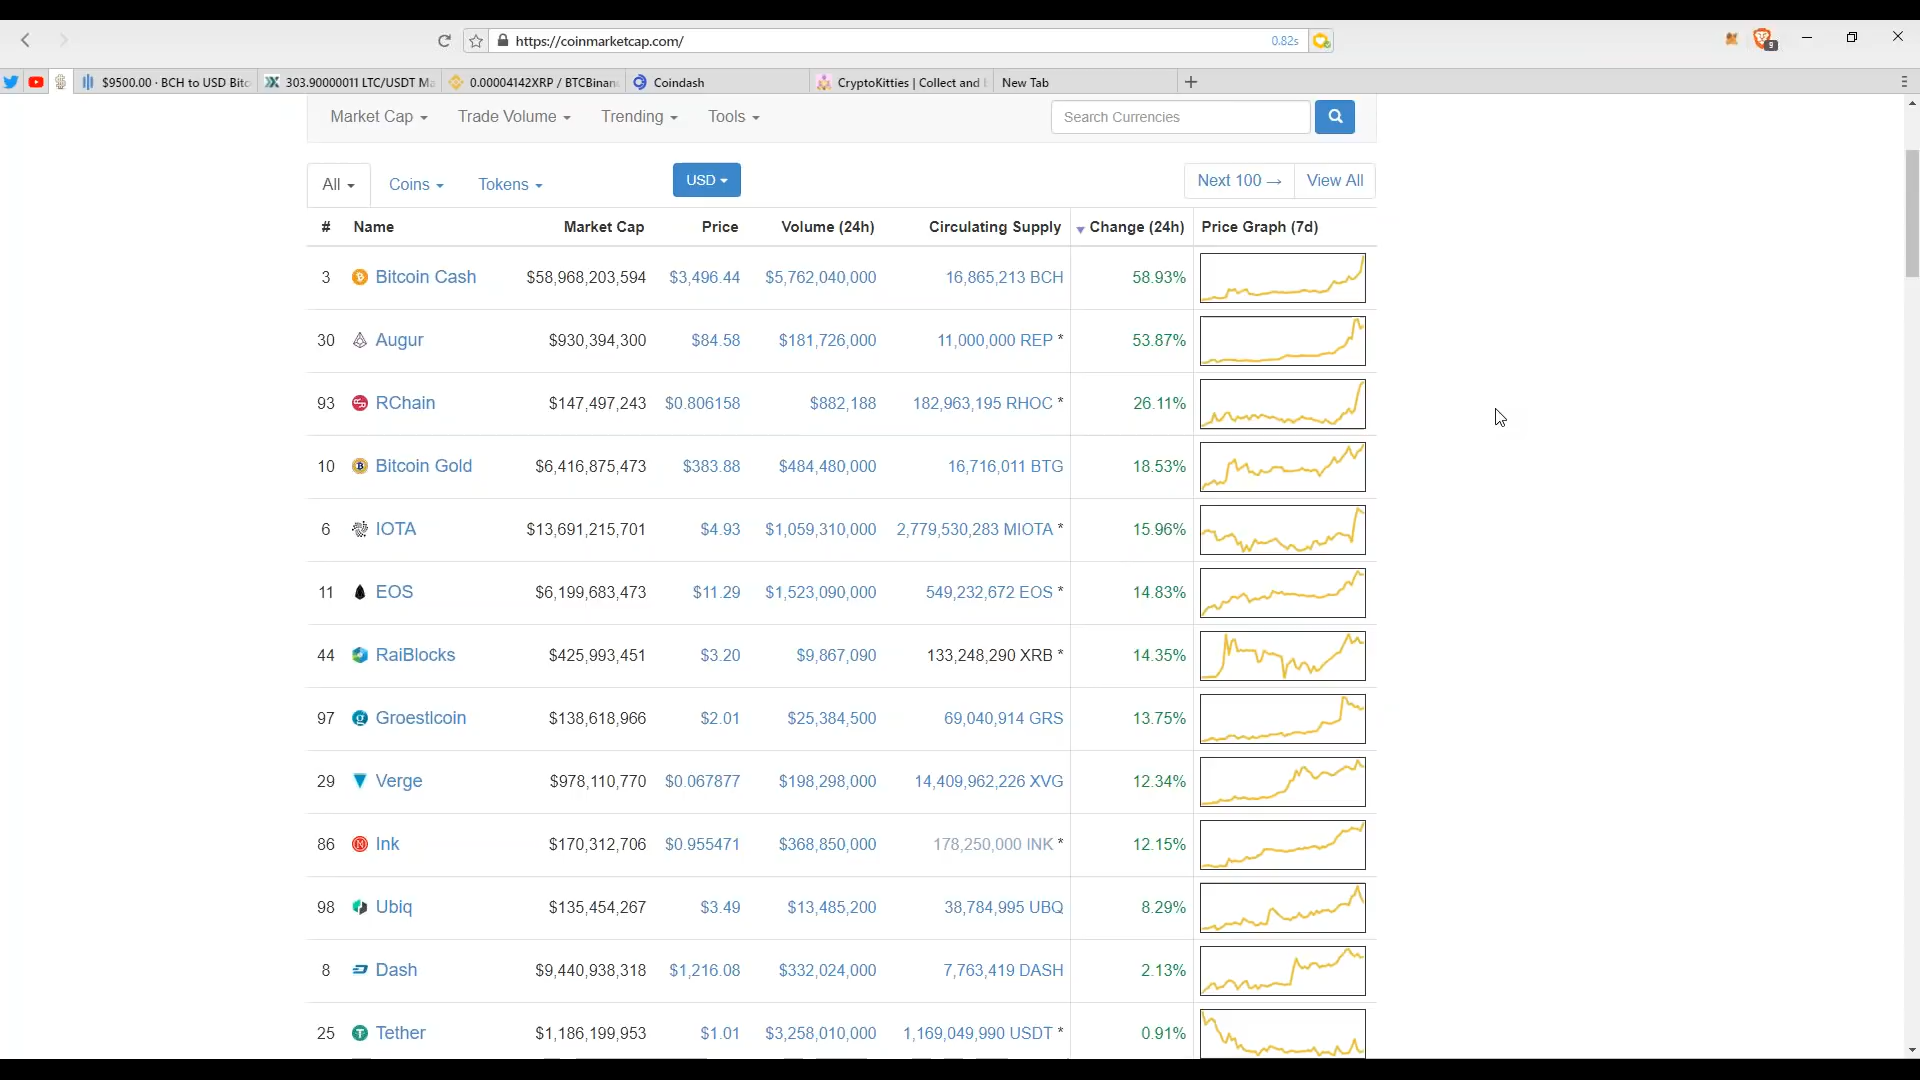 https://coinmarketcap.com/ 0.82s 9
$9500.00 · BCH to USD Bitc 303.90000011 LTC/USDT Ma 0.00004142XRP / BTCBinan Coindash CryptoKitties | Collect and New Tab
Market Cap Trade Volume Trending Tools Search Currencies
All Coins Tokens USD Next 100 → View All
# Name Market Cap Price Volume (24h) Circulating Supply Change (24h) Price Graph (7d)
3 Bitcoin Cash $58,968,203,594 $3,496.44 $5,762,040,000 16,865,213 BCH 58.93%
30 Augur $930,394,300 $84.58 $181,726,000 11,000,000 REP * 53.87%
93 RChain $147,497,243 $0.806158 $882,188 182,963,195 RHOC * 26.11%
10 Bitcoin Gold $6,416,875,473 $383.88 $484,480,000 16,716,011 BTG 18.53%
6 IOTA $13,691,215,701 $4.93 $1,059,310,000 2,779,530,283 MIOTA * 15.96%
11 EOS $6,199,683,473 $11.29 $1,523,090,000 549,232,672 EOS * 14.83%
44 RaiBlocks $425,993,451 $3.20 $9,867,090 133,248,290 XRB * 14.35%
97 Groestlcoin $138,618,966 $2.01 $25,384,500 69,040,914 GRS 13.75%
29 Verge $978,110,770 $0.067877 $198,298,000 14,409,962,226 XVG 12.34%
86 Ink $170,312,706 $0.955471 $368,850,000 178,250,000 INK * 12.15%
98 Ubiq $135,454,267 $3.49 $13,485,200 38,784,995 UBQ 8.29%
8 Dash $9,440,938,318 $1,216.08 $332,024,000 7,763,419 DASH 2.13%
25 Tether $1,186,199,953 $1.01 $3,258,010,000 1,169,049,990 USDT * 0.91%